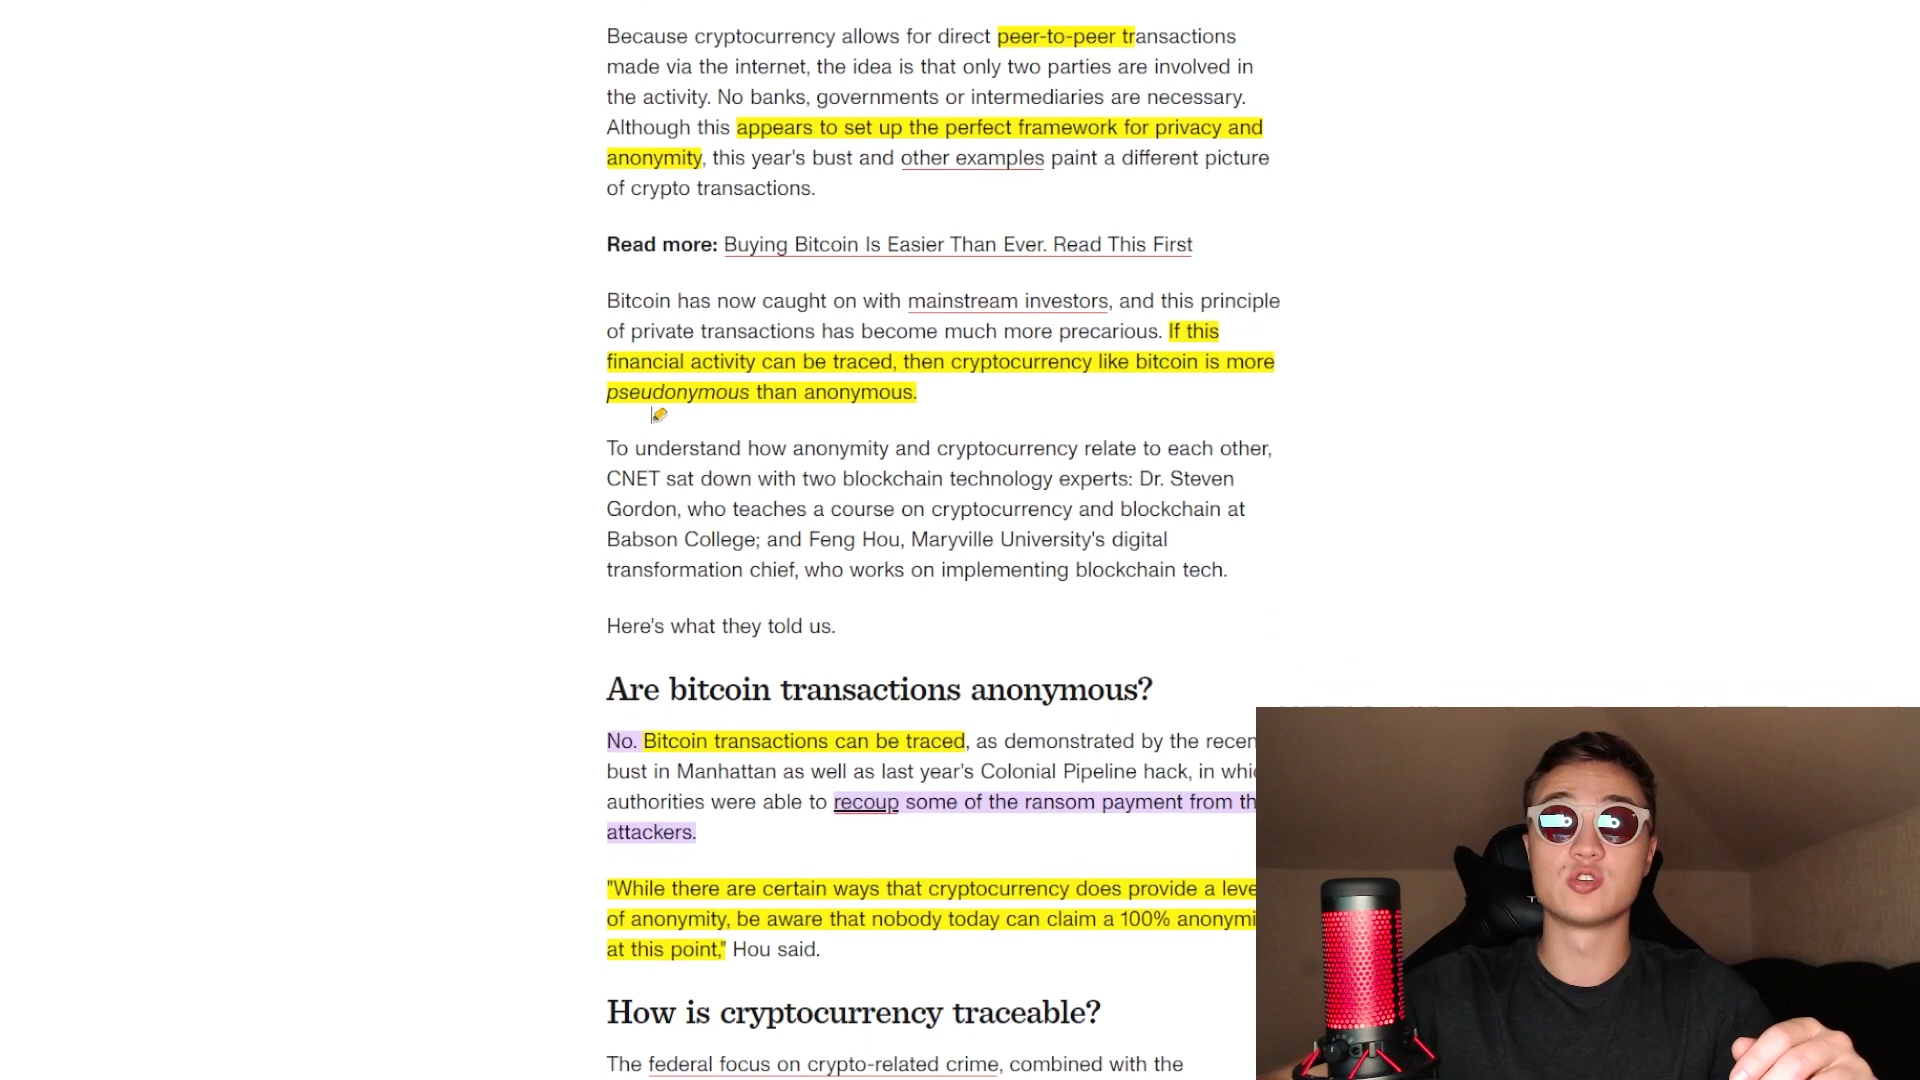 Because cryptocurrency allows for direct peer-to-peer transactions
made via the internet, the idea is that only two parties are involved in
the activity. No banks, governments or intermediaries are necessary.
Although this appears to set up the perfect framework for privacy and
anonymity, this year's bust and other examples paint a different picture
of crypto transactions.
Read more: Buying Bitcoin Is Easier Than Ever. Read This First
Bitcoin has now caught on with mainstream investors, and this principle
of private transactions has become much more precarious. If this
financial activity can be traced, then cryptocurrency like bitcoin is more
pseudonymous than anonymous.
To understand how anonymity and cryptocurrency relate to each other,
CNET sat down with two blockchain technology experts: Dr. Steven
Gordon, who teaches a course on cryptocurrency and blockchain at
Babson College; and Feng Hou, Maryville University's digital
transformation chief, who works on implementing blockchain tech.
Here's what they told us.
Are bitcoin transactions anonymous?
No. Bitcoin transactions can be traced, as demonstrated by the recen
bust in Manhattan as well as last year's Colonial Pipeline hack, in whic
authorities were able to recoup some of the ransom payment from th
attackers.
"While there are certain ways that cryptocurrency does provide a leve
of anonymity, be aware that nobody today can claim a 100% anonymi
at this point," Hou said.
How is cryptocurrency traceable?
The federal focus on crypto-related crime, combined with the